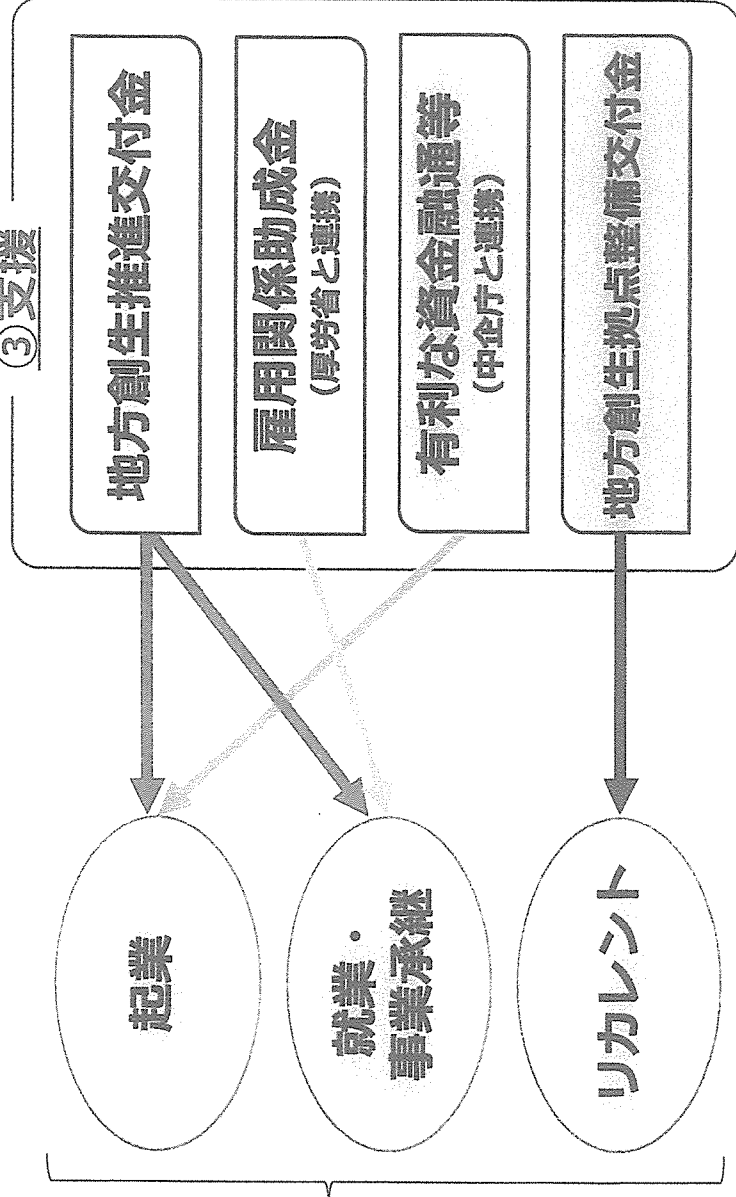 ③支援
地方創生推進交付金
雇用関係助成金
(厚労省と連携)
有利な資金融通等
(中企庁と連携)
地方創生拠点整備交付金
起業
就業・
事業承継
リカレント